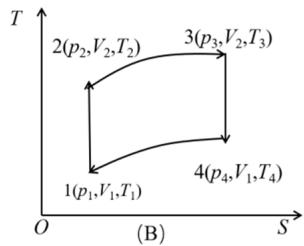 T
2(p₂,V₂,T₂)
3(p₃,V₂,T₃)
1(p₁,V₁,T₁)
4(p₄,V₁,T₄)
O
(B)
S